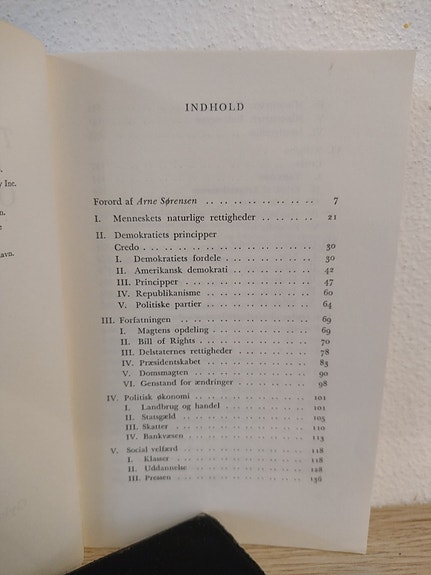 y Inc.
n.
e
avn.
INDHOLD
Forord af Arne Sørensen .. .. .. .. .. .. .. .. .. 7
I. Menneskets naturlige rettigheder .. .. .. .. .. 21
II. Demokratiets principper
Credo .. .. .. .. .. .. .. .. .. .. .. .. .. .. 30
I. Demokratiets fordele .. .. .. .. .. .. .. .. 30
II. Amerikansk demokrati .. .. .. .. .. .. .. 42
III. Principper .. .. .. .. .. .. .. .. .. .. .. 47
IV. Republikanisme .. .. .. .. .. .. .. .. .. 60
V. Politiske partier .. .. .. .. .. .. .. .. .. 64
III. Forfatningen .. .. .. .. .. .. .. .. .. .. .. 69
I. Magtens opdeling .. .. .. .. .. .. .. .. .. 69
II. Bill of Rights .. .. .. .. .. .. .. .. .. .. 70
III. Delstaternes rettigheder .. .. .. .. .. .. .. 78
IV. Præsidentskabet .. .. .. .. .. .. .. .. .. 83
V. Domsmagten .. .. .. .. .. .. .. .. .. .. 90
VI. Genstand for ændringer .. .. .. .. .. .. .. 98
IV. Politisk økonomi .. .. .. .. .. .. .. .. .. .. 101
I. Landbrug og handel .. .. .. .. .. .. .. .. 101
II. Statsgæld .. .. .. .. .. .. .. .. .. .. .. 105
III. Skatter .. .. .. .. .. .. .. .. .. .. .. .. 110
IV. Bankvæsen .. .. .. .. .. .. .. .. .. .. .. 113
V. Social velfærd .. .. .. .. .. .. .. .. .. .. .. 118
I. Klasser .. .. .. .. .. .. .. .. .. .. .. .. 118
II. Uddannelse .. .. .. .. .. .. .. .. .. .. .. 128
III. Pressen .. .. .. .. .. .. .. .. .. .. .. .. 136